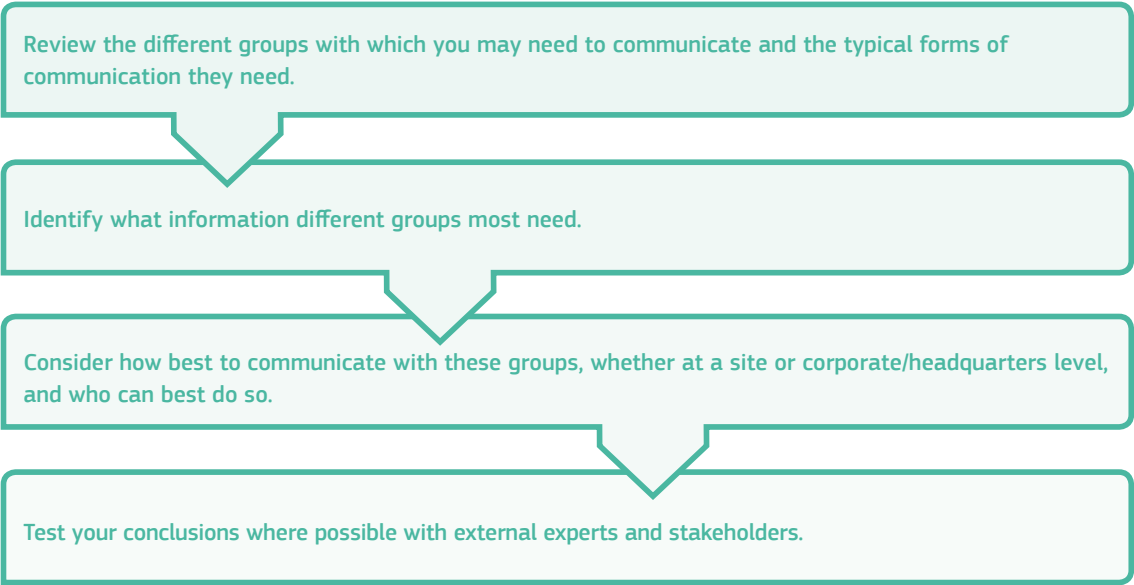 Review the different groups with which you may need to communicate and the typical forms of
communication they need.
Identify what information different groups most need.
Consider how best to communicate with these groups, whether at a site or corporate/headquarters level,
and who can best do so.
Test your conclusions where possible with external experts and stakeholders.